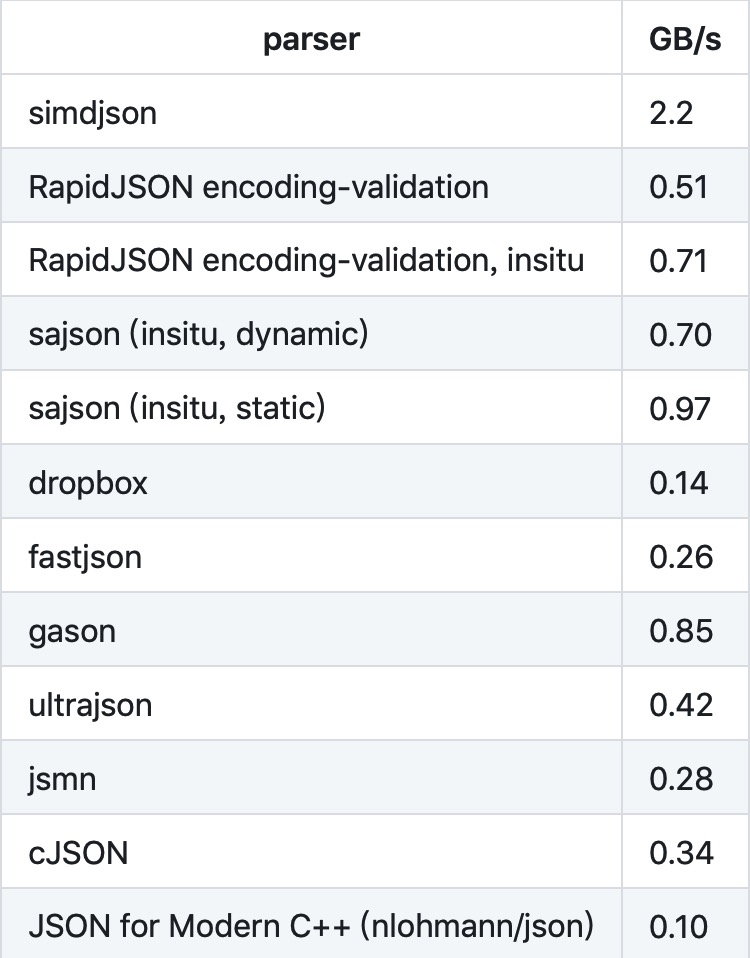 parser GB/s
simdjson 2.2
RapidJSON encoding-validation 0.51
RapidJSON encoding-validation, insitu 0.71
sajson (insitu, dynamic) 0.70
sajson (insitu, static) 0.97
dropbox 0.14
fastjson 0.26
gason 0.85
ultrajson 0.42
jsmn 0.28
cJSON 0.34
JSON for Modern C++ (nlohmann/json) 0.10